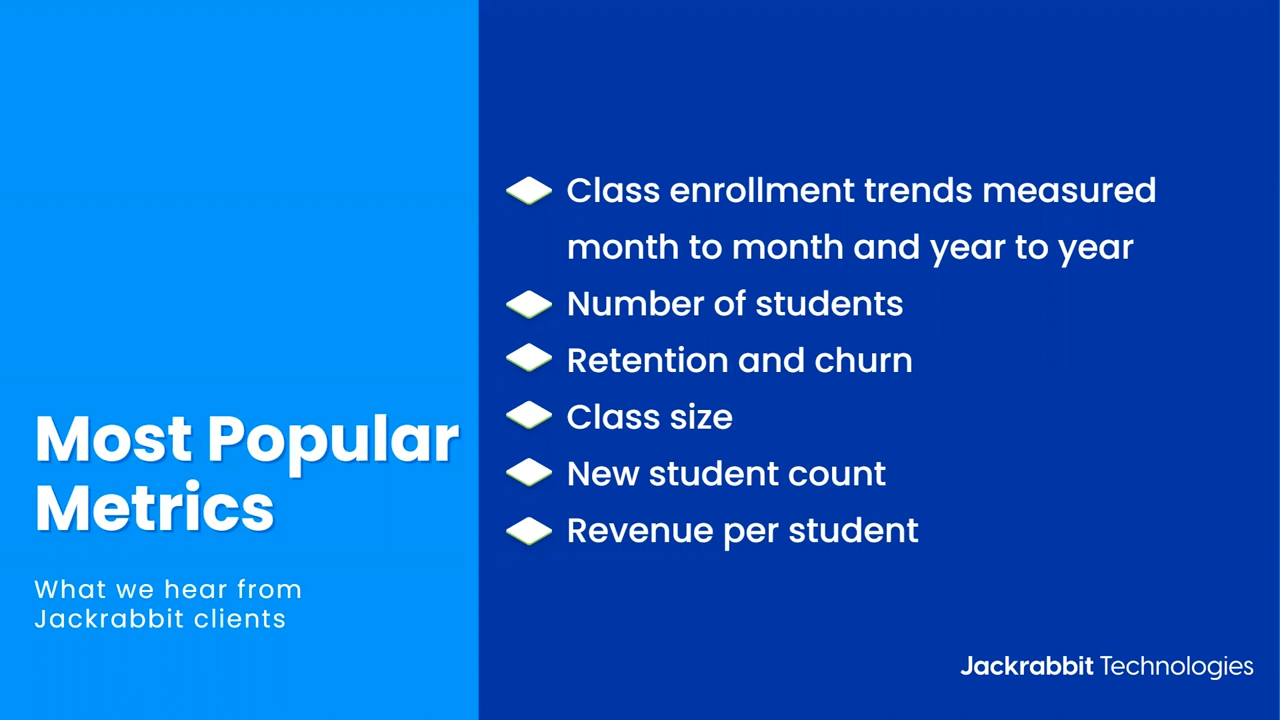 Most Popular
Metrics
What we hear from
Jackrabbit clients
Class enrollment trends measured
month to month and year to year
Number of students
Retention and churn
Class size
New student count
Revenue per student
Jackrabbit Technologies